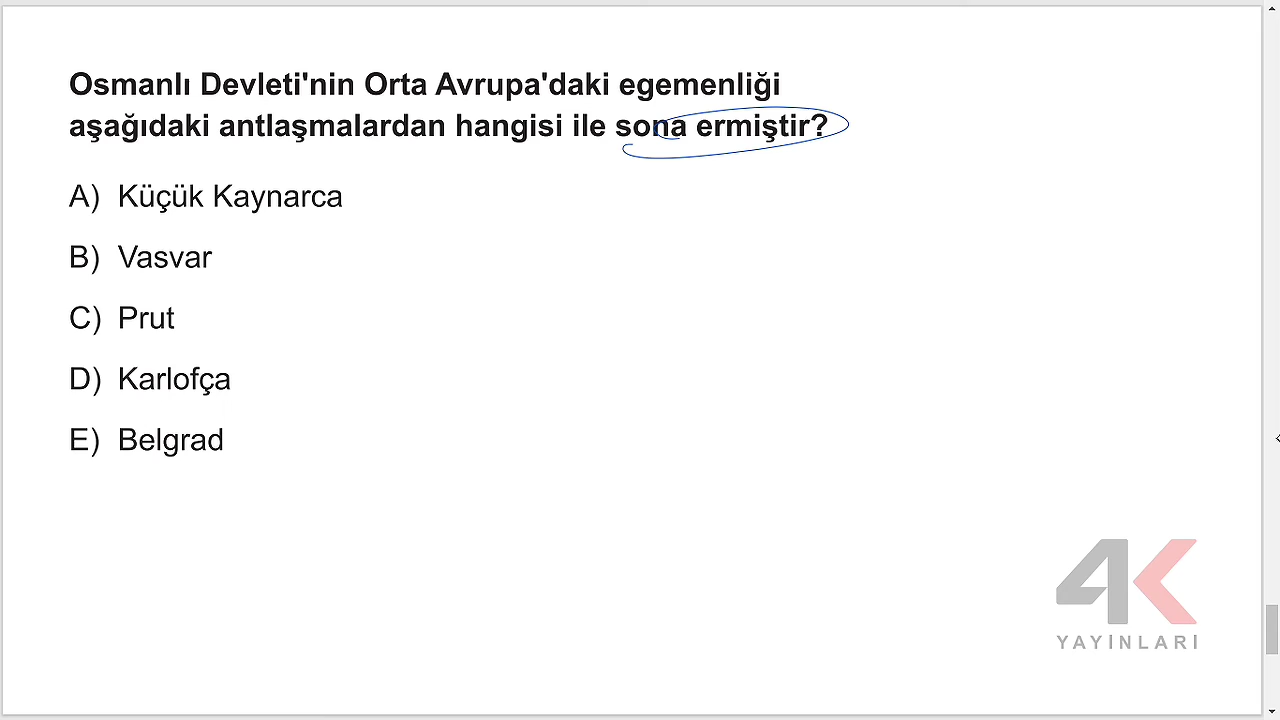 Osmanlı Devleti'nin Orta Avrupa'daki egemenliği
aşağıdaki antlaşmalardan hangisi ile sona ermiştir?
A) Küçük Kaynarca
B) Vasvar
C) Prut
D) Karlofça
E) Belgrad
4K
YAYINLARI